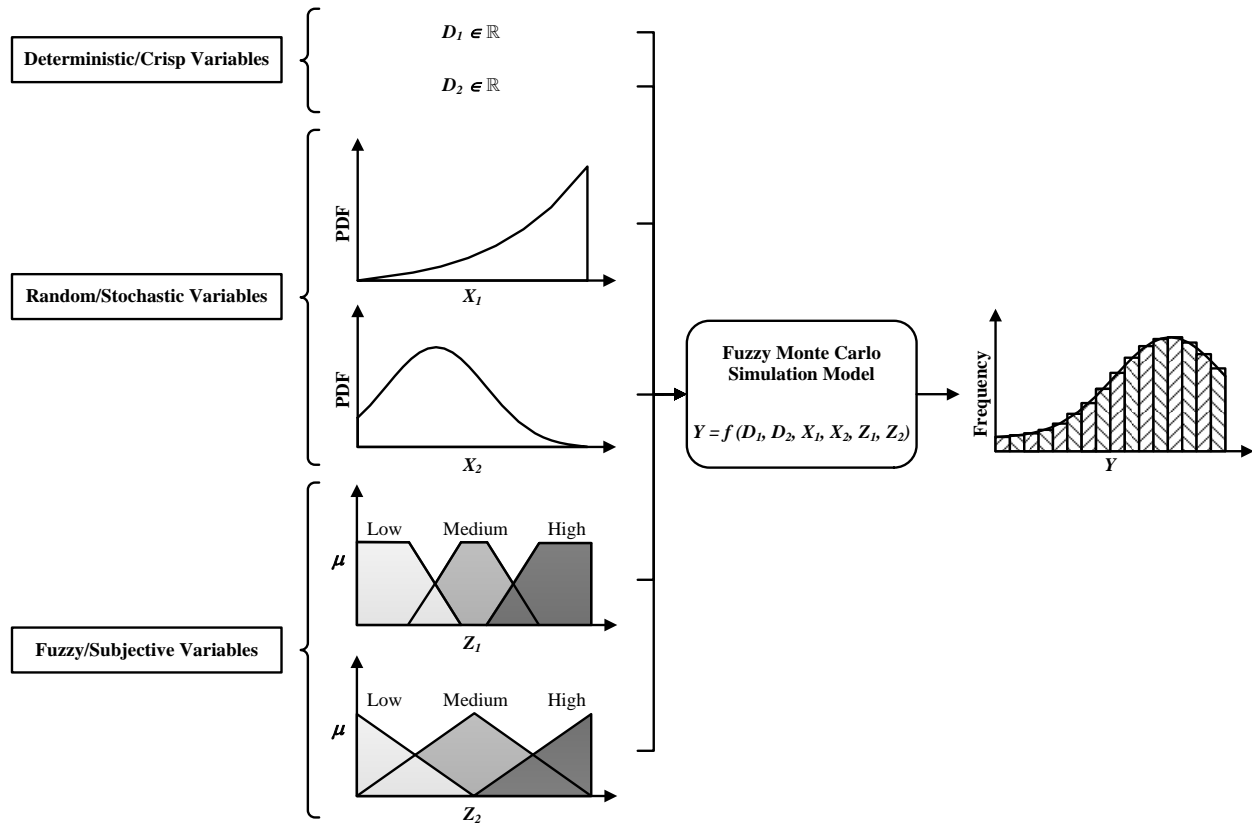 Deterministic/Crisp Variables
D₁ ∈ ℝ
D₂ ∈ ℝ
Random/Stochastic Variables
PDF
X₁
PDF
X₂
Fuzzy/Subjective Variables
Low Medium High
μ
Z₁
Low Medium High
μ
Z₂
Fuzzy Monte Carlo
Simulation Model
Y = f (D₁, D₂, X₁, X₂, Z₁, Z₂)
Frequency
Y